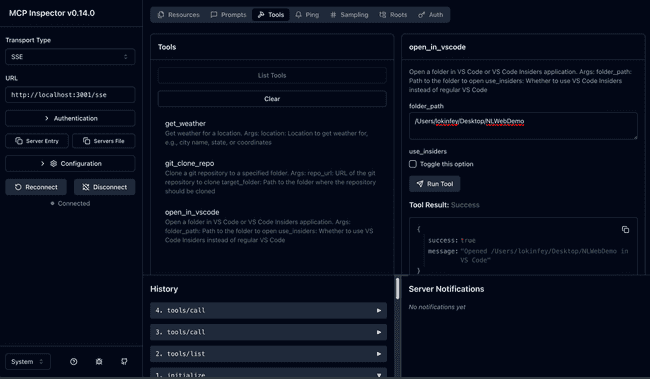 MCP Inspector v0.14.0
Transport Type
SSE
URL
http://localhost:3001/sse
Authentication
Server Entry
Servers File
Configuration
Reconnect
Disconnect
Connected
System
Resources
Prompts
Tools
Ping
Sampling
Roots
Auth
Tools
List Tools
Clear
get_weather
Get weather for a location. Args: location: Location to get weather for,
e.g., city name, state, or coordinates
git_clone_repo
Clone a git repository to a specified folder. Args: repo_url: URL of the git
repository to clone target_folder: Path to the folder where the repository
should be cloned
open_in_vscode
Open a folder in VS Code or VS Code Insiders application. Args:
folder_path: Path to the folder to open use_insiders: Whether to use VS
Code Insiders instead of regular VS Code
open_in_vscode
Open a folder in VS Code or VS Code Insiders application. Args: folder_path:
Path to the folder to open use_insiders: Whether to use VS Code Insiders
instead of regular VS Code
folder_path
/Users/lokinfey/Desktop/NLWebDemo
use_insiders
Toggle this option
Run Tool
Tool Result: Success
{
success: true
message: "Opened /Users/lokinfey/Desktop/NLWebDemo in
VS Code"
}
History
4. tools/call
3. tools/call
2. tools/list
1. initialize
Server Notifications
No notifications yet